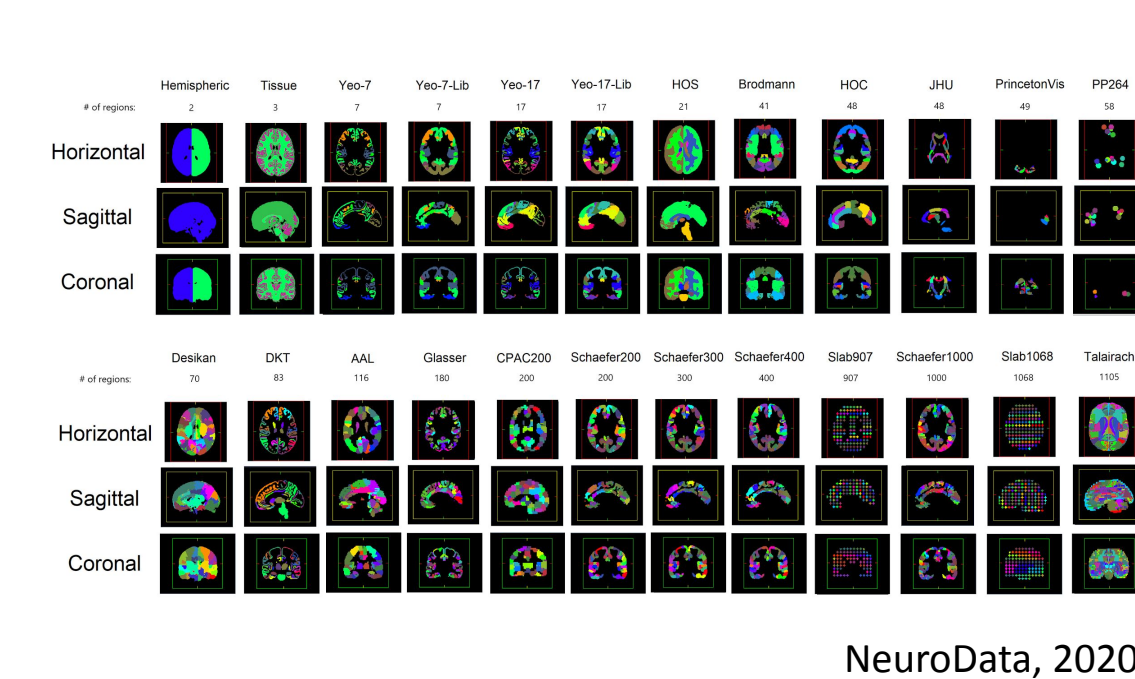 Hemispheric Tissue Yeo-7 Yeo-7-Lib Yeo-17 Yeo-17-Lib HOS Brodmann HOC JHU PrincetonVis PP264
# of regions: 2 3 7 7 17 17 21 41 48 48 49 58
Horizontal
Sagittal
Coronal
Desikan DKT AAL Glasser CPAC200 Schaefer200 Schaefer300 Schaefer400 Slab907 Schaefer1000 Slab1068 Talairach
# of regions: 70 83 116 180 200 200 300 400 907 1000 1068 1105
Horizontal
Sagittal
Coronal
NeuroData, 2020